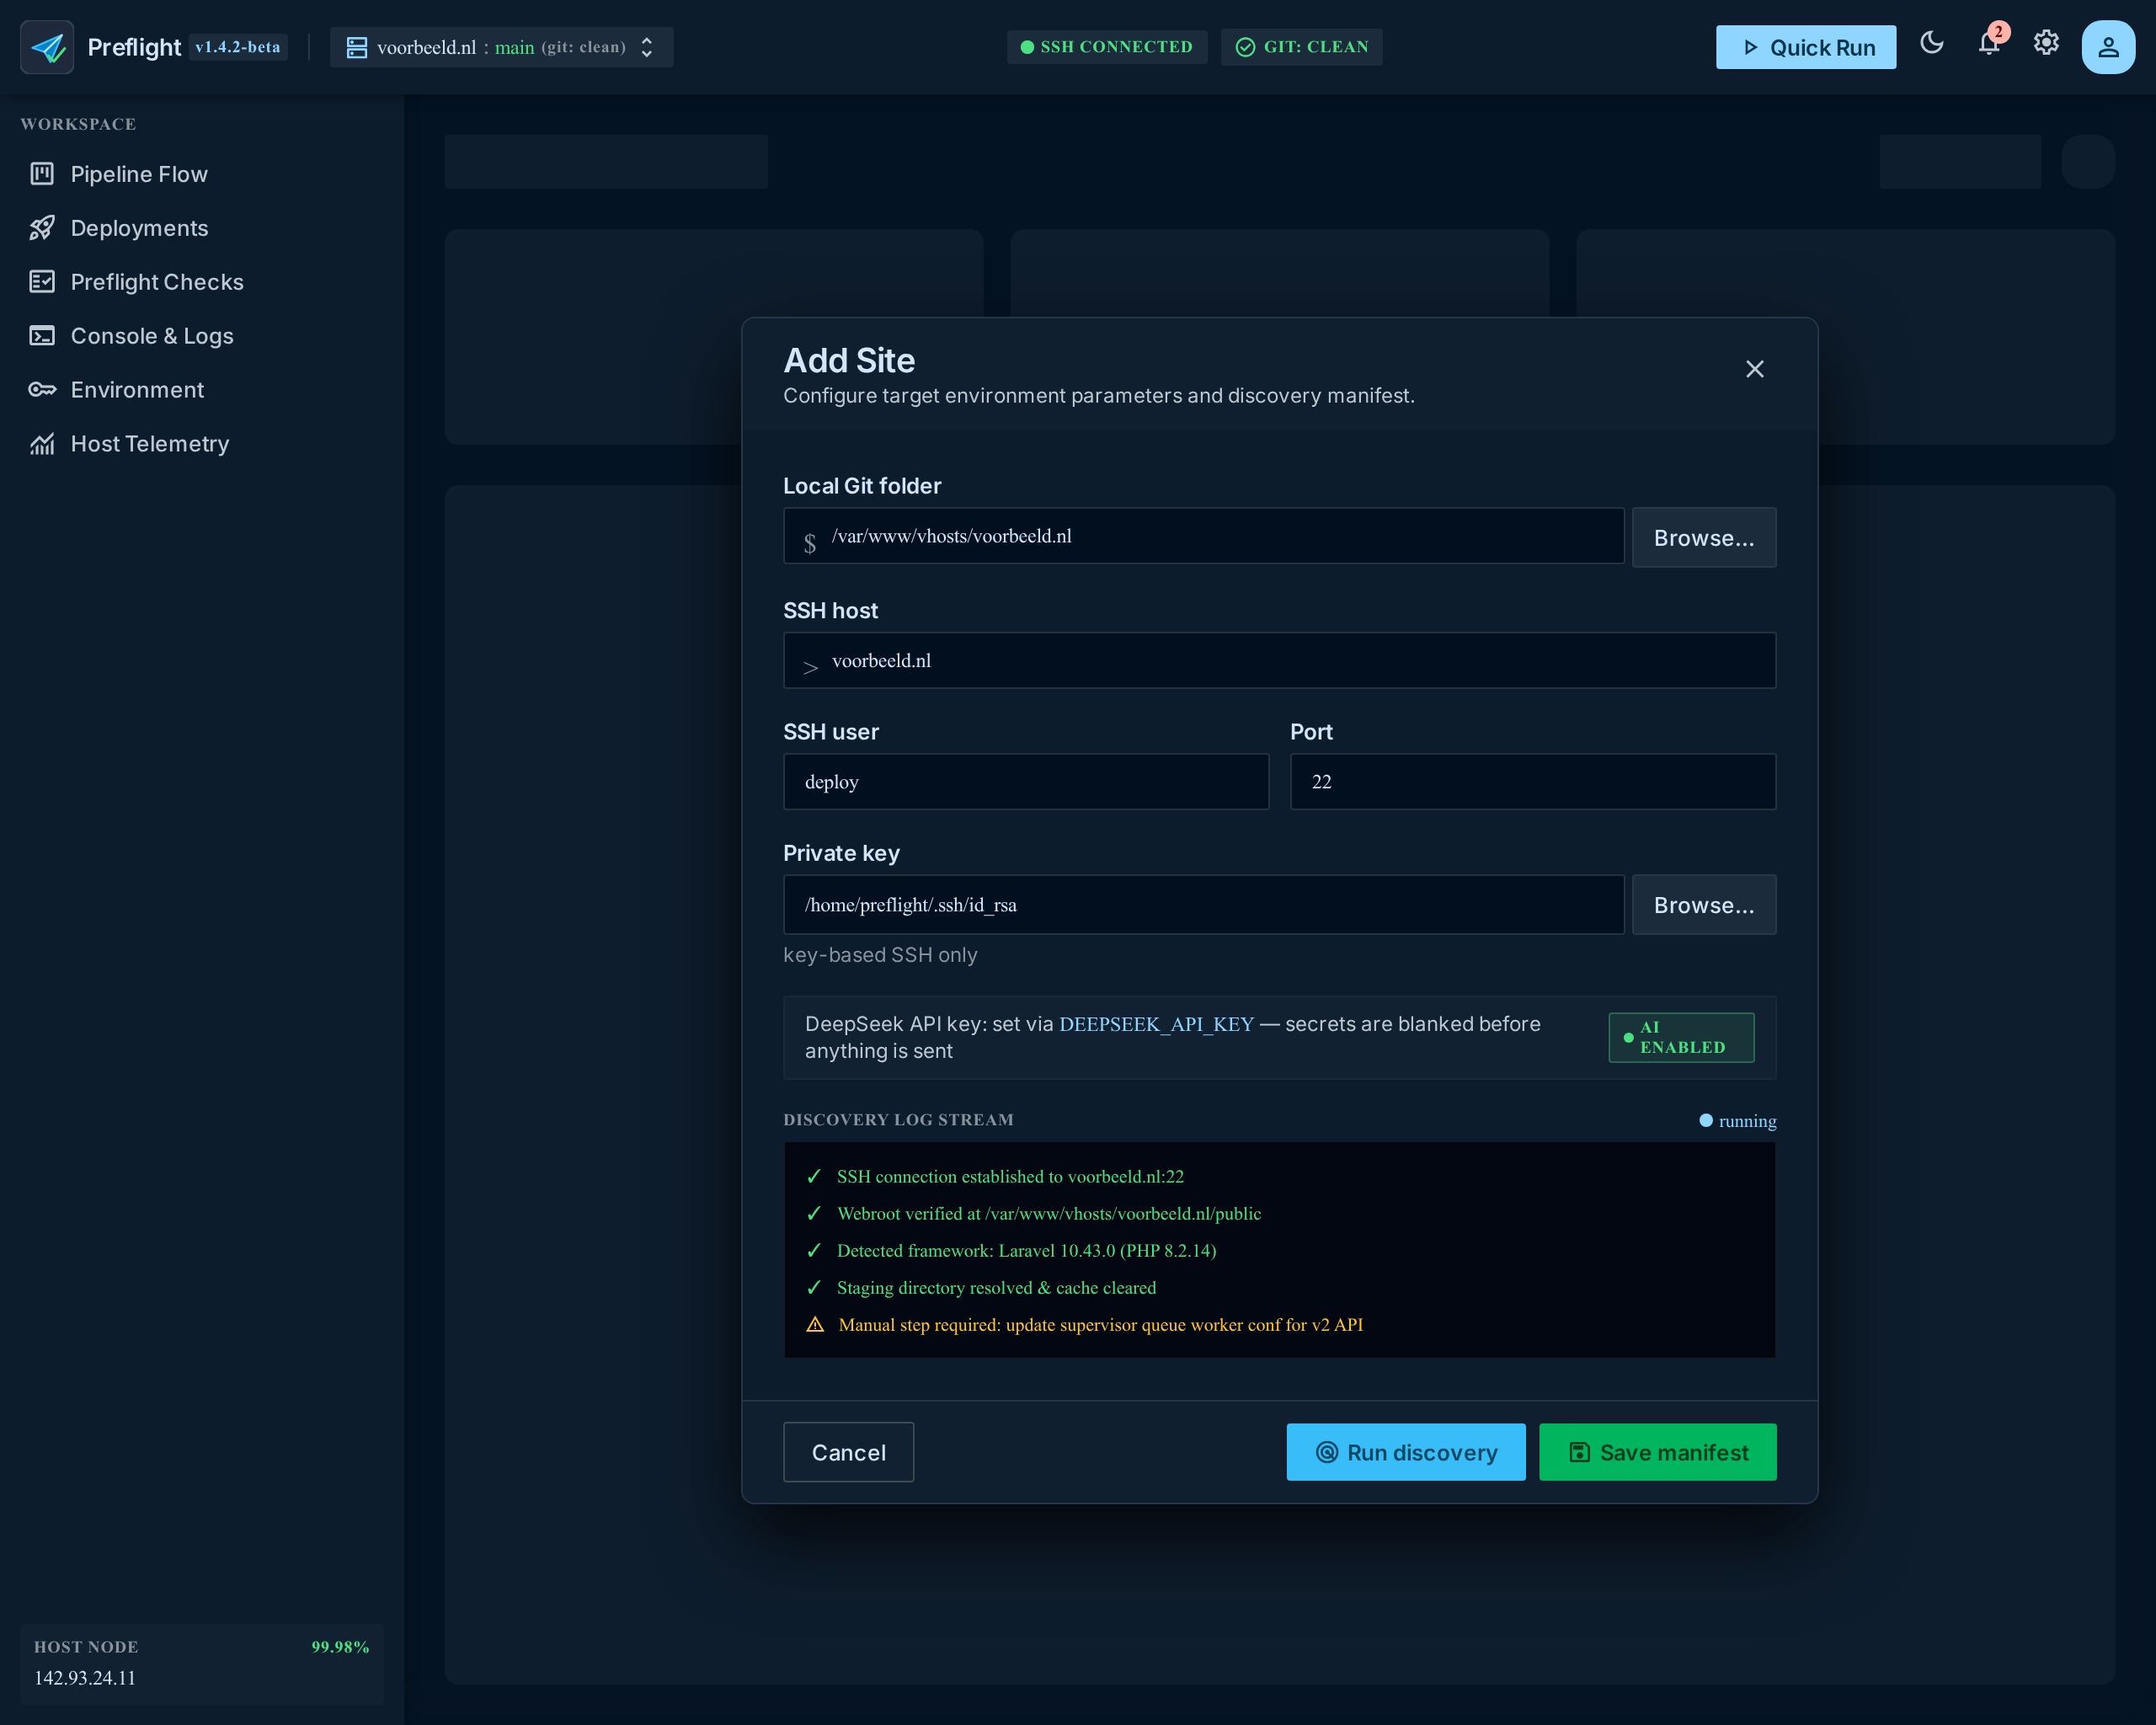 Preflight v1.4.2-beta
voorbeeld.nl : main (git: clean)
SSH CONNECTED
GIT: CLEAN
Quick Run
2
WORKSPACE
Pipeline Flow
Deployments
Preflight Checks
Console & Logs
Environment
Host Telemetry
HOST NODE 99.98%
142.93.24.11
Add Site
Configure target environment parameters and discovery manifest.
Local Git folder
$ /var/www/vhosts/voorbeeld.nl
Browse...
SSH host
> voorbeeld.nl
SSH user
deploy
Port
22
Private key
/home/preflight/.ssh/id_rsa
Browse...
key-based SSH only
DeepSeek API key: set via DEEPSEEK_API_KEY — secrets are blanked before
anything is sent
AI
ENABLED
DISCOVERY LOG STREAM
running
✓ SSH connection established to voorbeeld.nl:22
✓ Webroot verified at /var/www/vhosts/voorbeeld.nl/public
✓ Detected framework: Laravel 10.43.0 (PHP 8.2.14)
✓ Staging directory resolved & cache cleared
⚠ Manual step required: update supervisor queue worker conf for v2 API
Cancel
Run discovery
Save manifest